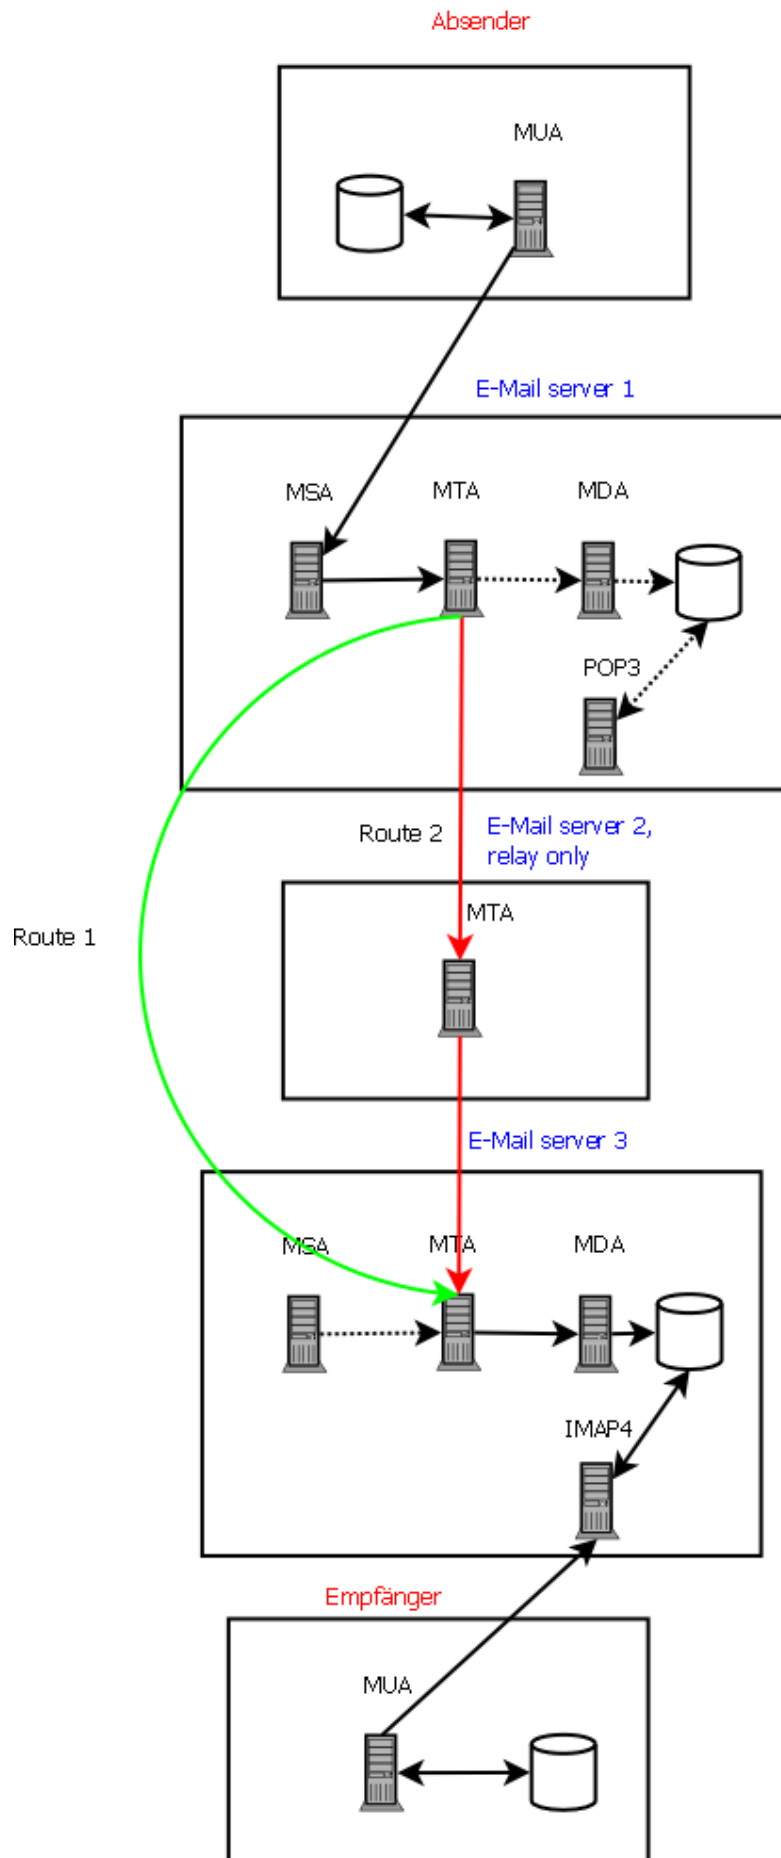 Absender
MUA
E-Mail server 1
MSA
MTA
MDA
POP3
Route 2
E-Mail server 2,
relay only
MTA
Route 1
E-Mail server 3
MSA
MTA
MDA
IMAP4
Empfänger
MUA